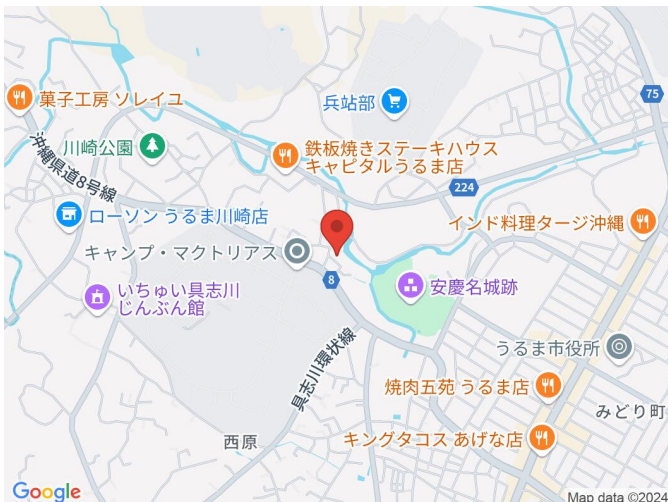 兵站部
75
菓子工房 ソレイユ
川崎公園
鉄板焼きステーキハウス
キャピタルうるま店
沖縄県道8号線
224
ローソン うるま川崎店
インド料理タージ沖縄
キャンプ・マクトリアス
8
安慶名城跡
いちゅい具志川
じんぶん館
具志川環状線
うるま市役所
焼肉五苑 うるま店
みどり町
西原
キングタコス あげな店
Google
Map data ©2024